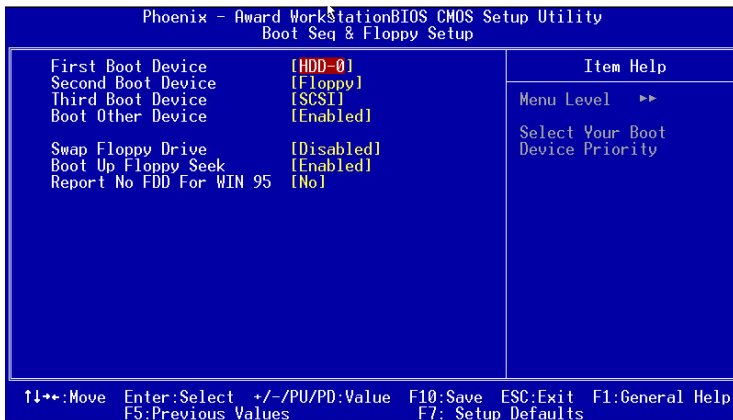 Phoenix - Award WorkstationBIOS CMOS Setup Utility
Boot Seq & Floppy Setup
First Boot Device [HDD-0]
Second Boot Device [Floppy]
Third Boot Device [SCSI]
Boot Other Device [Enabled]
Swap Floppy Drive [Disabled]
Boot Up Floppy Seek [Enabled]
Report No FDD For WIN 95 [No]
Item Help
Menu Level ►►
Select Your Boot
Device Priority
↑↓→←:Move Enter:Select +/-/PU/PD:Value F10:Save ESC:Exit F1:General Help
F5:Previous Values F7: Setup Defaults